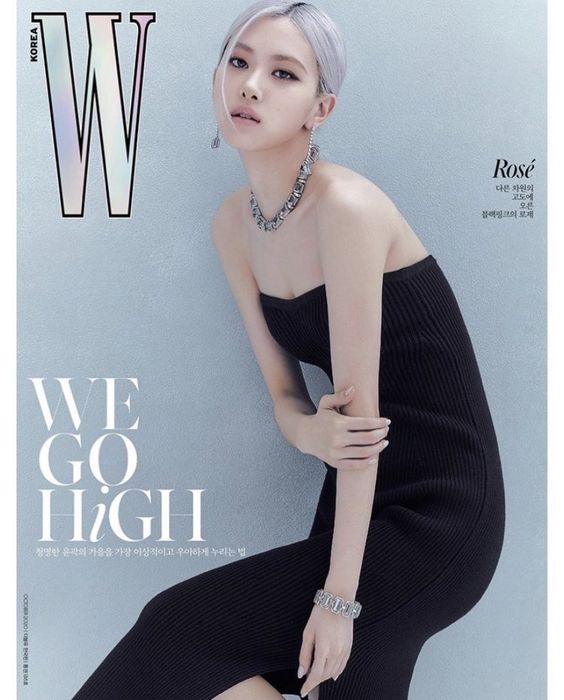 KOREA
W
Rosé
다른 차원의
고도에
오른
블랙핑크의 로제
WE
GO
HiGH
청명한 윤곽의 가을을 가장 이상적이고 우아하게 누리는 법
OCTOBER 2020